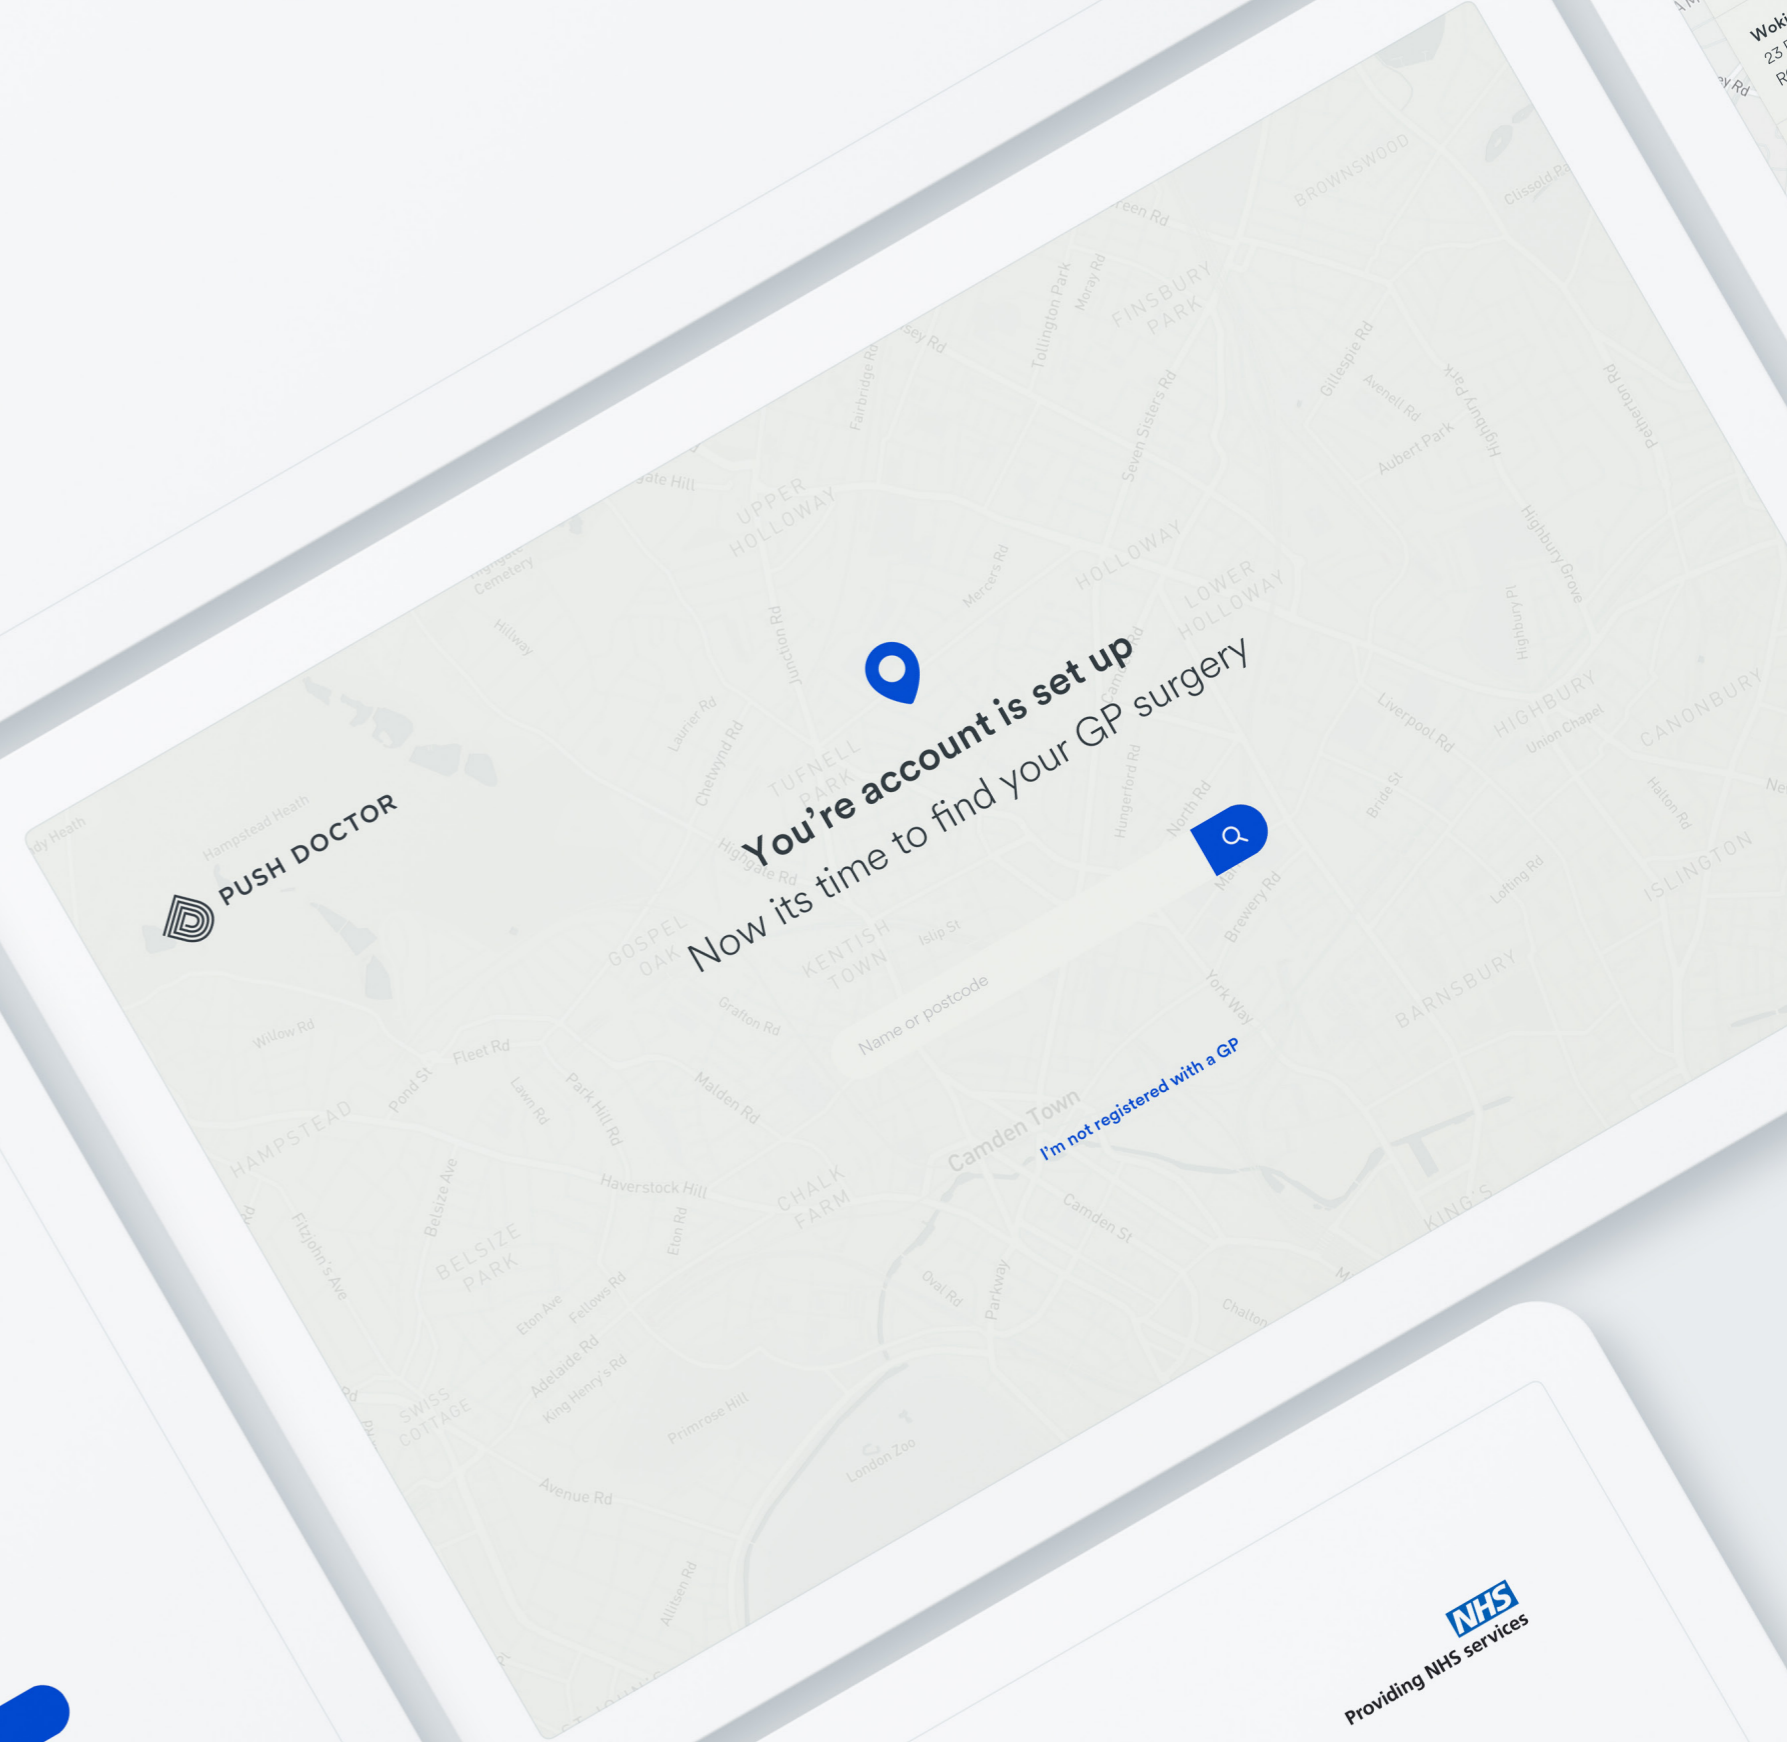 PUSH DOCTOR
You're account is set up
Now its time to find your GP surgery
Name or postcode
I'm not registered with a GP
NHS
Providing NHS services
23
BROWNSWOOD
FINSBURY
PARK
Tollington Park
Moray Rd
Fairbridge Rd
Seven Sisters Rd
Gillespie Rd
Avenell Rd
Aubert Park
Highbury Park
Petherton Rd
UPPER
HOLLOWAY
HOLLOWAY
LOWER
HOLLOWAY
Mercers Rd
Highbury Grove
Highbury Pl
Cemetery
Hillway
Junction Rd
Laurier Rd
Chetwynd Rd
TUFNELL
PARK
Hungerford Rd
North Rd
Liverpool Rd
HIGHBURY
Union Chapel
CANONBURY
Bride St
Halton Rd
Hampstead Heath
Highgate Rd
GOSPEL
OAK
KENTISH
TOWN
Islip St
Brewery Rd
Lofting Rd
ISLINGTON
Willow Rd
Fleet Rd
Pond St
Lawn Rd
Park Hill Rd
Grafton Rd
Malden Rd
York Way
BARNSBURY
HAMPSTEAD
Camden Town
Haverstock Hill
CHALK
FARM
Camden St
KING'S
Belsize Ave
Fitzjohn's Ave
BELSIZE
PARK
Eton Rd
Eton Ave
Fellows Rd
Oval Rd
Parkway
Adelaide Rd
King Henry's Rd
SWISS
COTTAGE
Primrose Hill
London Zoo
Avenue Rd
Allitsen Rd